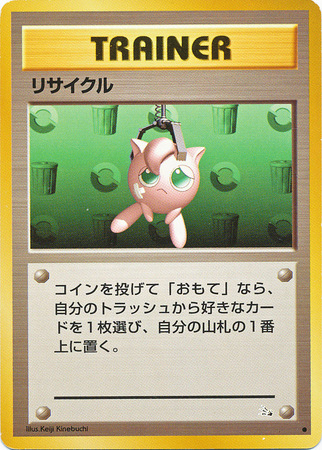 TRAINER
リサイクル
コインを投げて「おもて」なら、
自分のトラッシュから好きなカー
ドを1枚選び、自分の山札の1番
上に置く。
Illus.Keiji Kinebuchi